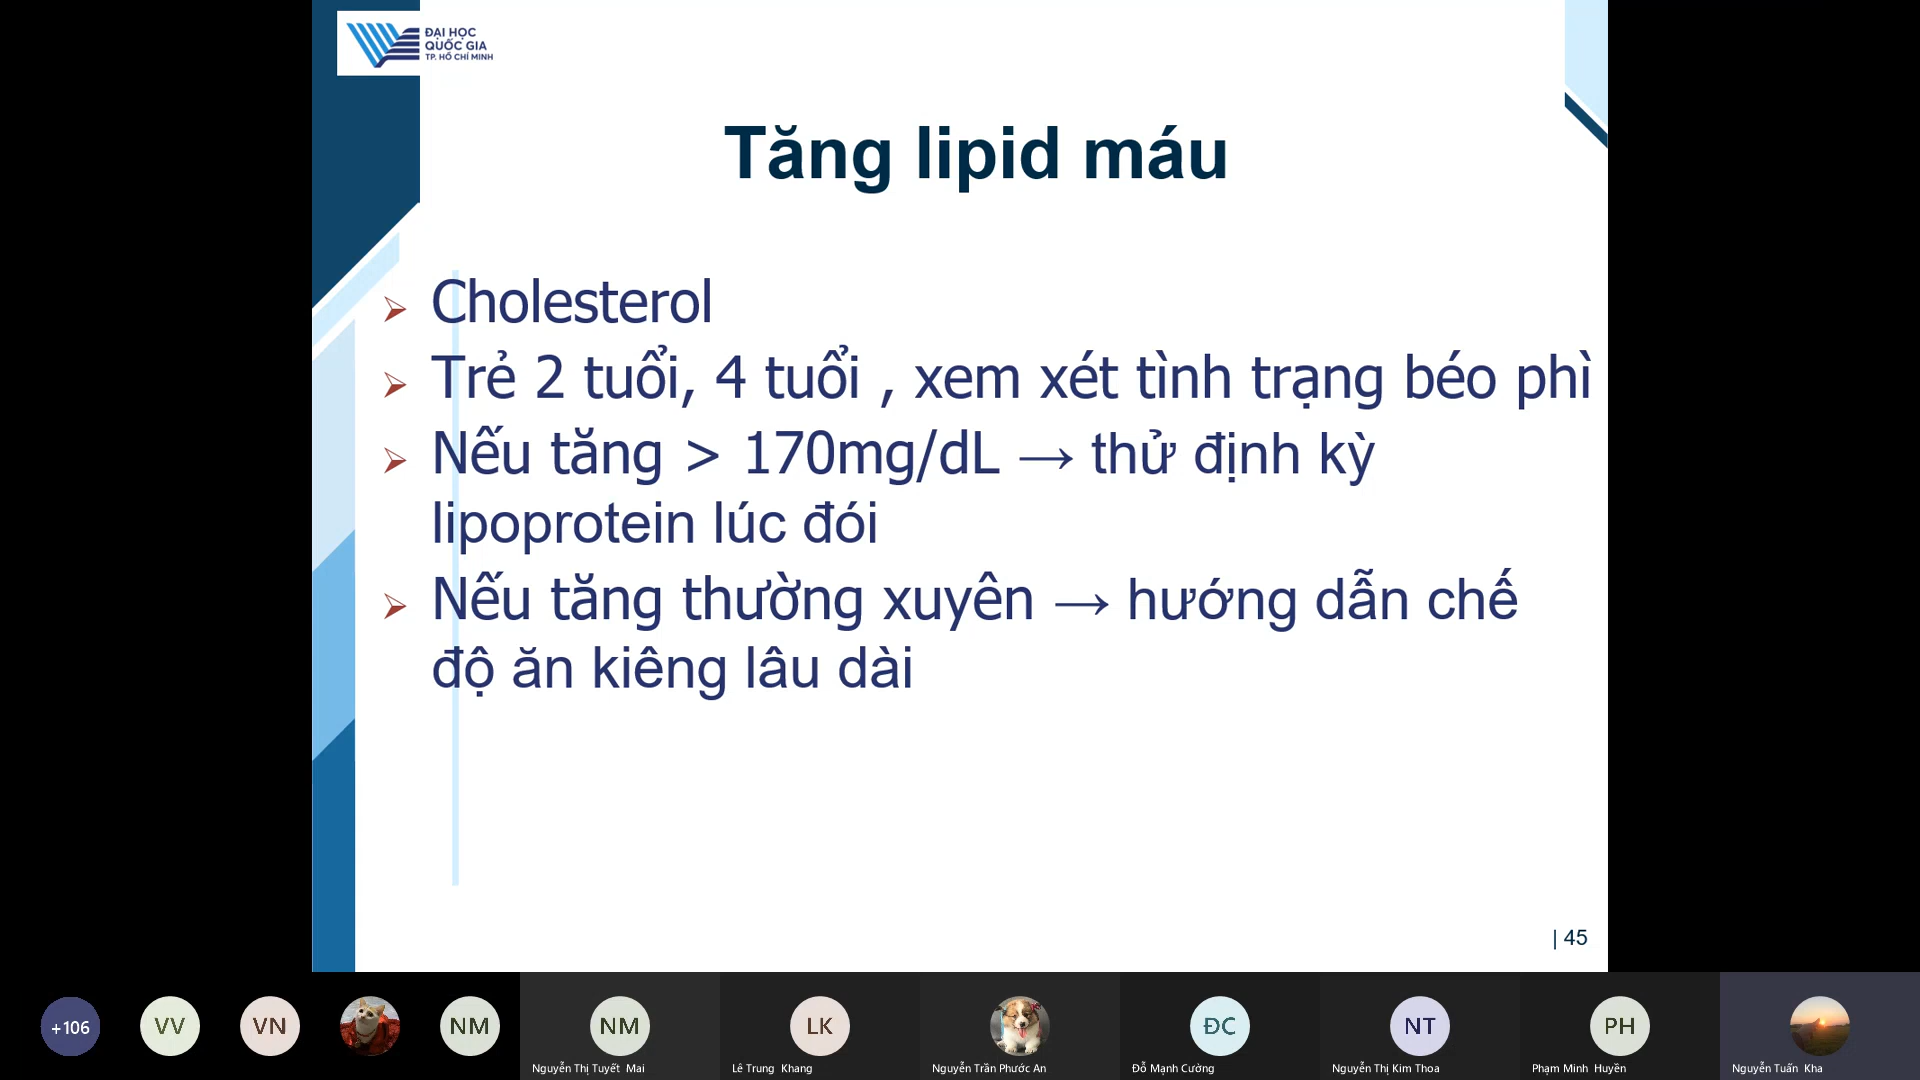 ĐẠI HỌC
QUỐC GIA
TP. HỒ CHÍ MINH
Tăng lipid máu
Cholesterol
Trẻ 2 tuổi, 4 tuổi , xem xét tình trạng béo phì
Nếu tăng > 170mg/dL → thử định kỳ
lipoprotein lúc đói
Nếu tăng thường xuyên → hướng dẫn chế
độ ăn kiêng lâu dài
| 45
+106
VV
VN
NM
NM
LK
ĐC
NT
PH
Nguyễn Thị Tuyết Mai
Lê Trung Khang
Nguyễn Trần Phước An
Đỗ Mạnh Cường
Nguyễn Thị Kim Thoa
Phạm Minh Huyền
Nguyễn Tuấn Kha